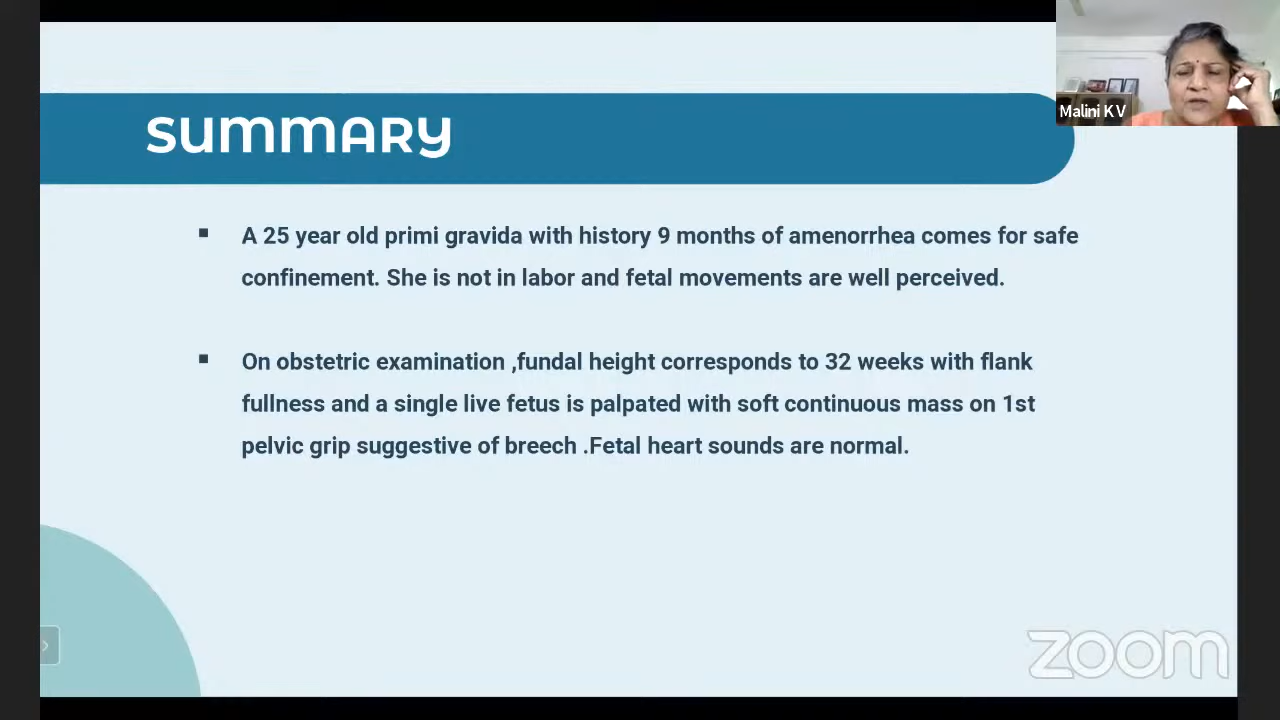 SUMMARY
Malini K V
▪ A 25 year old primi gravida with history 9 months of amenorrhea comes for safe
confinement. She is not in labor and fetal movements are well perceived.
▪ On obstetric examination ,fundal height corresponds to 32 weeks with flank
fullness and a single live fetus is palpated with soft continuous mass on 1st
pelvic grip suggestive of breech .Fetal heart sounds are normal.
zoom